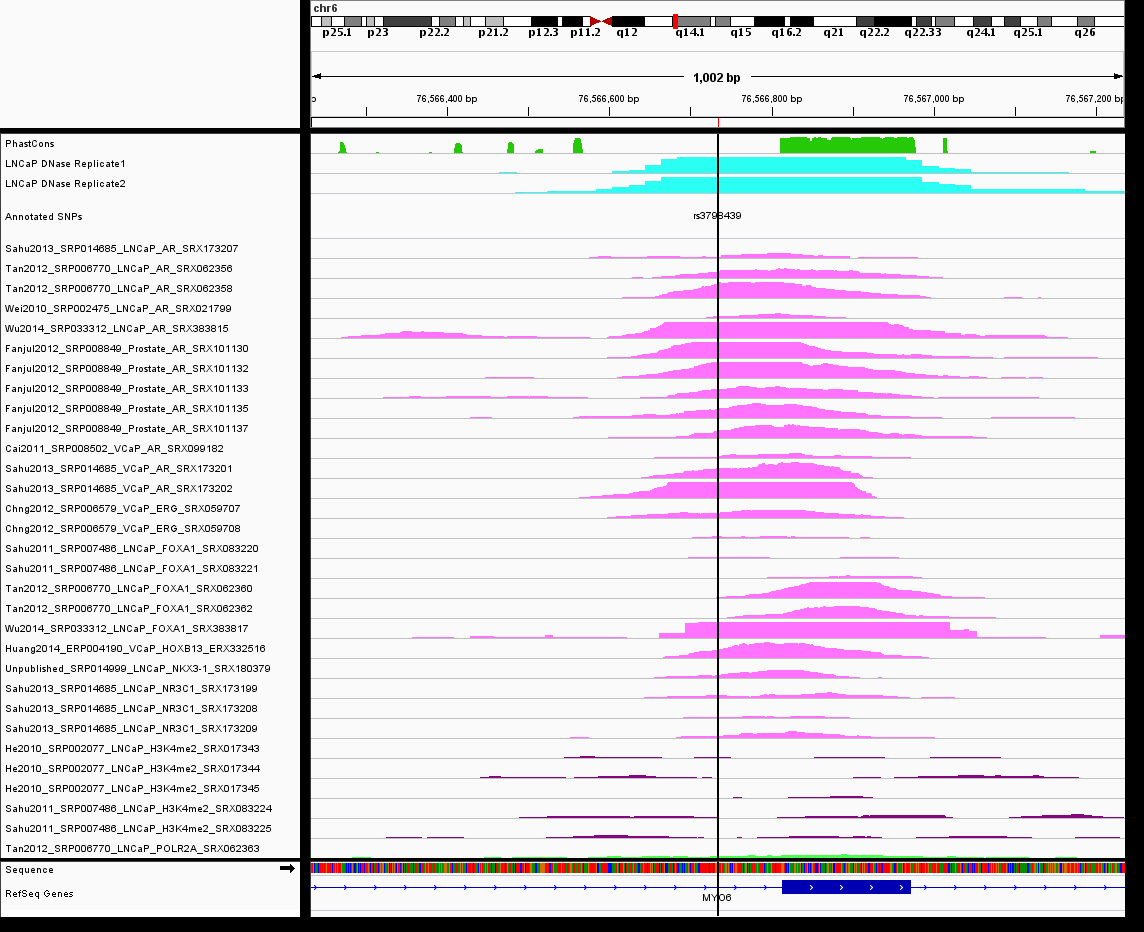 chr6
p25.1 p23 p22.2 p21.2 p12.3 p11.2 q12 q14.1 q15 q16.2 q21 q22.2 q22.33 q24.1 q25.1 q26
1,002 bp
p 76,566,400 bp 76,566,600 bp 76,566,800 bp 76,567,000 bp 76,567,200 bp
PhastCons
LNCaP DNase Replicate1
LNCaP DNase Replicate2
Annotated SNPs rs3798439
Sahu2013_SRP014685_LNCaP_AR_SRX173207
Tan2012_SRP006770_LNCaP_AR_SRX062356
Tan2012_SRP006770_LNCaP_AR_SRX062358
Wei2010_SRP002475_LNCaP_AR_SRX021799
Wu2014_SRP033312_LNCaP_AR_SRX383815
Fanjul2012_SRP008849_Prostate_AR_SRX101130
Fanjul2012_SRP008849_Prostate_AR_SRX101132
Fanjul2012_SRP008849_Prostate_AR_SRX101133
Fanjul2012_SRP008849_Prostate_AR_SRX101135
Fanjul2012_SRP008849_Prostate_AR_SRX101137
Cai2011_SRP008502_VCaP_AR_SRX099182
Sahu2013_SRP014685_VCaP_AR_SRX173201
Sahu2013_SRP014685_VCaP_AR_SRX173202
Chng2012_SRP006579_VCaP_ERG_SRX059707
Chng2012_SRP006579_VCaP_ERG_SRX059708
Sahu2011_SRP007486_LNCaP_FOXA1_SRX083220
Sahu2011_SRP007486_LNCaP_FOXA1_SRX083221
Tan2012_SRP006770_LNCaP_FOXA1_SRX062360
Tan2012_SRP006770_LNCaP_FOXA1_SRX062362
Wu2014_SRP033312_LNCaP_FOXA1_SRX383817
Huang2014_ERP004190_VCaP_HOXB13_ERX332516
Unpublished_SRP014999_LNCaP_NKX3-1_SRX180379
Sahu2013_SRP014685_LNCaP_NR3C1_SRX173199
Sahu2013_SRP014685_LNCaP_NR3C1_SRX173208
Sahu2013_SRP014685_LNCaP_NR3C1_SRX173209
He2010_SRP002077_LNCaP_H3K4me2_SRX017343
He2010_SRP002077_LNCaP_H3K4me2_SRX017344
He2010_SRP002077_LNCaP_H3K4me2_SRX017345
Sahu2011_SRP007486_LNCaP_H3K4me2_SRX083224
Sahu2011_SRP007486_LNCaP_H3K4me2_SRX083225
Tan2012_SRP006770_LNCaP_POLR2A_SRX062363
Sequence
RefSeq Genes
MYO6